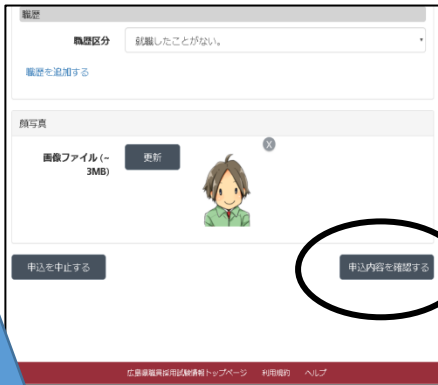 職歴
職歴区分 就職したことがない。
職歴を追加する
顔写真
画像ファイル(~
3MB)
更新
X
申込を中止する 申込内容を確認する
広島県職員採用試験情報トップページ 利用規約 ヘルプ